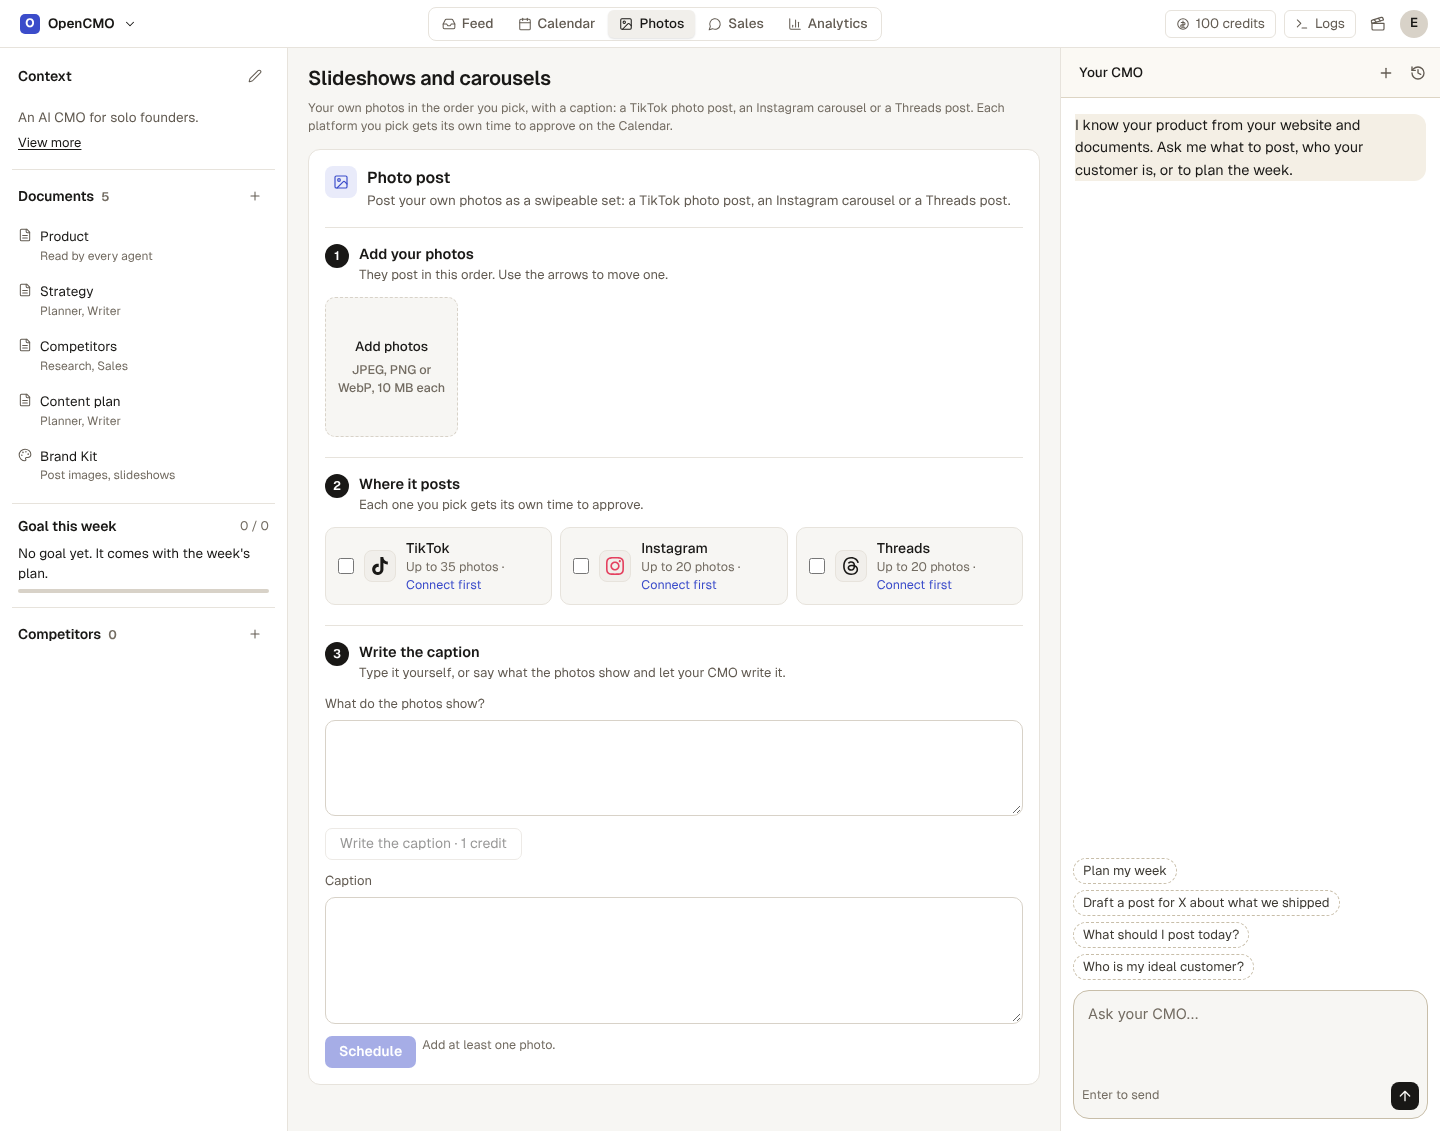 O OpenCMO
Feed
Calendar
Photos
Sales
Analytics
100 credits
Logs
E
Context
An AI CMO for solo founders.
View more
Documents 5
Product
Read by every agent
Strategy
Planner, Writer
Competitors
Research, Sales
Content plan
Planner, Writer
Brand Kit
Post images, slideshows
Goal this week 0 / 0
No goal yet. It comes with the week's
plan.
Competitors 0
Slideshows and carousels
Your own photos in the order you pick, with a caption: a TikTok photo post, an Instagram carousel or a Threads post. Each
platform you pick gets its own time to approve on the Calendar.
Photo post
Post your own photos as a swipeable set: a TikTok photo post, an Instagram carousel or a Threads post.
1 Add your photos
They post in this order. Use the arrows to move one.
Add photos
JPEG, PNG or
WebP, 10 MB each
2 Where it posts
Each one you pick gets its own time to approve.
TikTok
Up to 35 photos ·
Connect first
Instagram
Up to 20 photos ·
Connect first
Threads
Up to 20 photos ·
Connect first
3 Write the caption
Type it yourself, or say what the photos show and let your CMO write it.
What do the photos show?
Write the caption · 1 credit
Caption
Schedule
Add at least one photo.
Your CMO
I know your product from your website and
documents. Ask me what to post, who your
customer is, or to plan the week.
Plan my week
Draft a post for X about what we shipped
What should I post today?
Who is my ideal customer?
Ask your CMO...
Enter to send